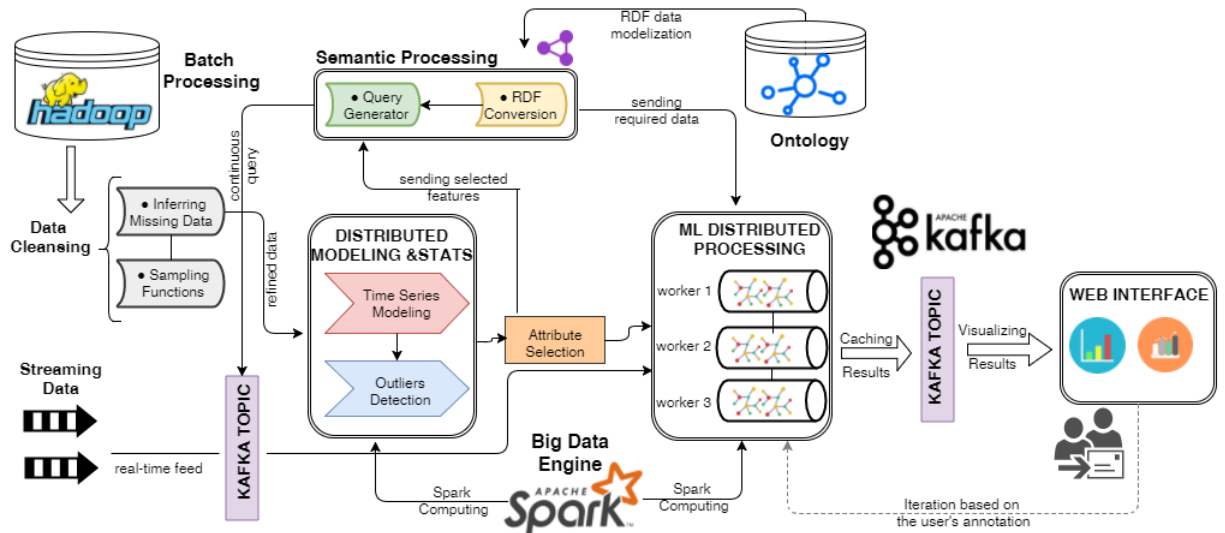 RDF data
modelization
Batch
Processing
Semantic Processing
hadoop
● Query
Generator
● RDF
Conversion
sending
required data
Ontology
continuous
query
sending selected
features
● Inferring
Missing Data
Data
Cleansing
● Sampling
Functions
refined data
DISTRIBUTED
MODELING &STATS
Time Series
Modeling
Outliers
Detection
Attribute
Selection
ML DISTRIBUTED
PROCESSING
worker 1
worker 2
worker 3
APACHE
kafka
Caching
Results
KAFKA TOPIC
Visualizing
Results
WEB INTERFACE
Streaming
Data
real-time feed
KAFKA TOPIC
Big Data
Engine
Spark
Computing
APACHE
Spark
TM
Spark
Computing
Iteration based on
the user's annotation